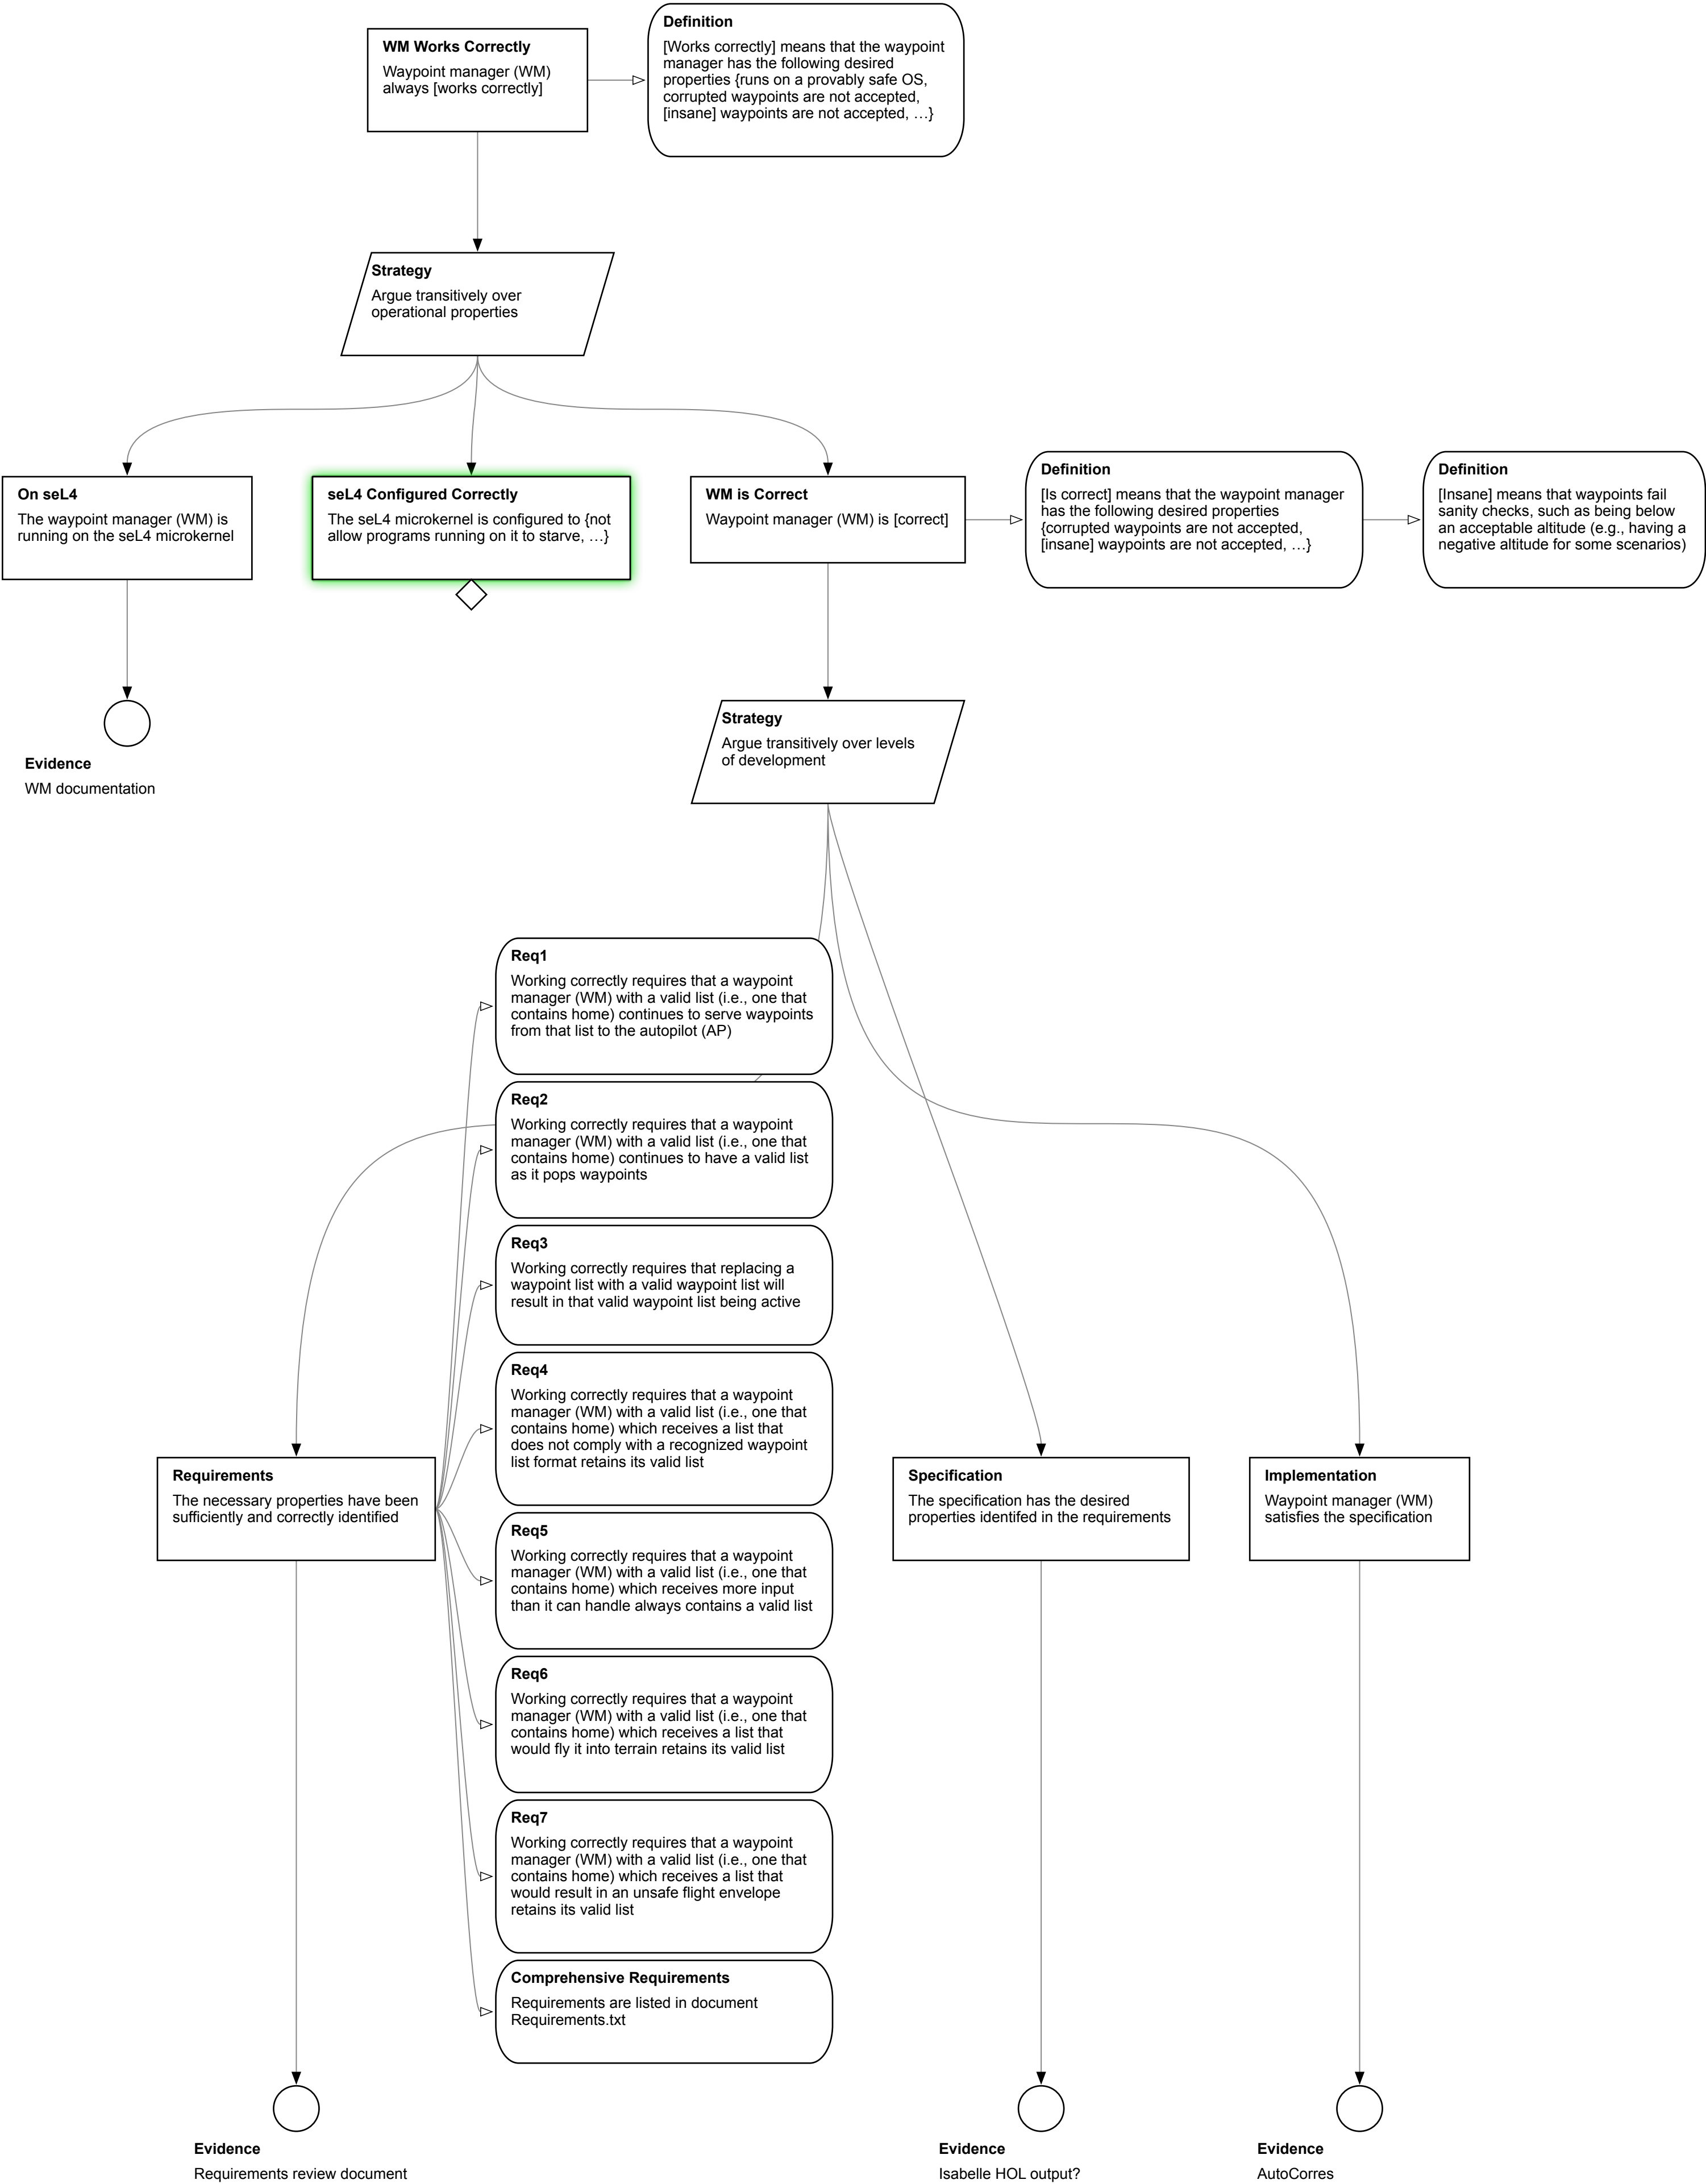 WM Works Correctly
Waypoint manager (WM)
always [works correctly]
Definition
[Works correctly] means that the waypoint
manager has the following desired
properties {runs on a provably safe OS,
corrupted waypoints are not accepted,
[insane] waypoints are not accepted, …}
Strategy
Argue transitively over
operational properties
On seL4
The waypoint manager (WM) is
running on the seL4 microkernel
seL4 Configured Correctly
The seL4 microkernel is configured to {not
allow programs running on it to starve, …}
WM is Correct
Waypoint manager (WM) is [correct]
Definition
[Is correct] means that the waypoint manager
has the following desired properties
{corrupted waypoints are not accepted,
[insane] waypoints are not accepted, …}
Definition
[Insane] means that waypoints fail
sanity checks, such as being below
an acceptable altitude (e.g., having a
negative altitude for some scenarios)
Evidence
WM documentation
Strategy
Argue transitively over levels
of development
Req1
Working correctly requires that a waypoint
manager (WM) with a valid list (i.e., one that
contains home) continues to serve waypoints
from that list to the autopilot (AP)
Req2
Working correctly requires that a waypoint
manager (WM) with a valid list (i.e., one that
contains home) continues to have a valid list
as it pops waypoints
Req3
Working correctly requires that replacing a
waypoint list with a valid waypoint list will
result in that valid waypoint list being active
Req4
Working correctly requires that a waypoint
manager (WM) with a valid list (i.e., one that
contains home) which receives a list that
does not comply with a recognized waypoint
list format retains its valid list
Requirements
The necessary properties have been
sufficiently and correctly identified
Specification
The specification has the desired
properties identifed in the requirements
Implementation
Waypoint manager (WM)
satisfies the specification
Req5
Working correctly requires that a waypoint
manager (WM) with a valid list (i.e., one that
contains home) which receives more input
than it can handle always contains a valid list
Req6
Working correctly requires that a waypoint
manager (WM) with a valid list (i.e., one that
contains home) which receives a list that
would fly it into terrain retains its valid list
Req7
Working correctly requires that a waypoint
manager (WM) with a valid list (i.e., one that
contains home) which receives a list that
would result in an unsafe flight envelope
retains its valid list
Comprehensive Requirements
Requirements are listed in document
Requirements.txt
Evidence
Requirements review document
Evidence
Isabelle HOL output?
Evidence
AutoCorres